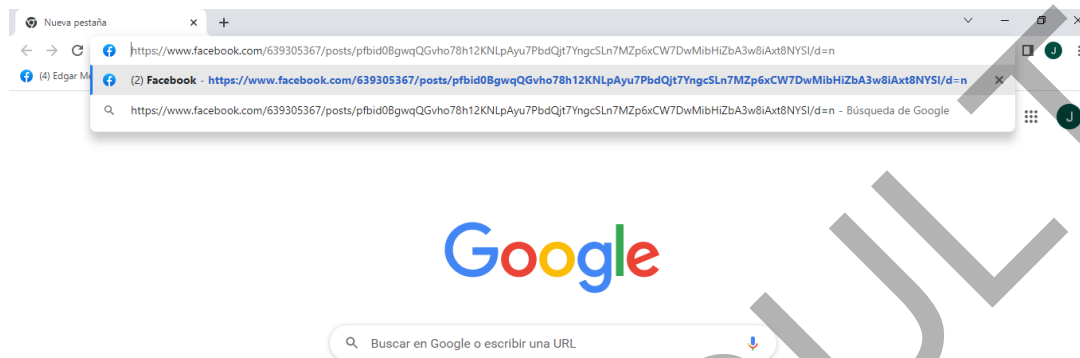 Nueva pestaña
https://www.facebook.com/639305367/posts/pfbid0BgwqQGvho78h12KNLpAyu7PbdQjt7YngcSLn7MZp6xCW7DwMibHiZbA3w8iAxt8NYSl/d=n
J
(4) Edgar M
(2) Facebook - https://www.facebook.com/639305367/posts/pfbid0BgwqQGvho78h12KNLpAyu7PbdQjt7YngcSLn7MZp6xCW7DwMibHiZbA3w8iAxt8NYSl/d=n
https://www.facebook.com/639305367/posts/pfbid0BgwqQGvho78h12KNLpAyu7PbdQjt7YngcSLn7MZp6xCW7DwMibHiZbA3w8iAxt8NYSl/d=n - Búsqueda de Google
J
Google
Buscar en Google o escribir una URL